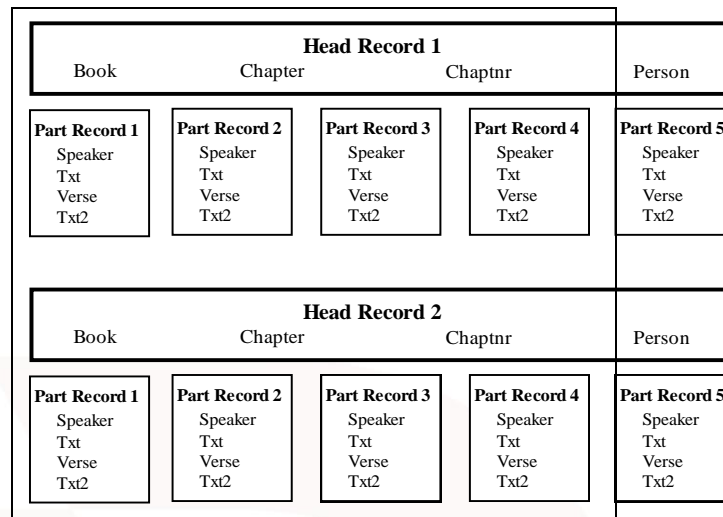 Head Record 1
Book Chapter Chaptnr Person
Part Record 1 Part Record 2 Part Record 3 Part Record 4 Part Record 5
Speaker Speaker Speaker Speaker Speaker
Txt Txt Txt Txt Txt
Verse Verse Verse Verse Verse
Txt2 Txt2 Txt2 Txt2 Txt2
Head Record 2
Book Chapter Chaptnr Person
Part Record 1 Part Record 2 Part Record 3 Part Record 4 Part Record 5
Speaker Speaker Speaker Speaker Speaker
Txt Txt Txt Txt Txt
Verse Verse Verse Verse Verse
Txt2 Txt2 Txt2 Txt2 Txt2